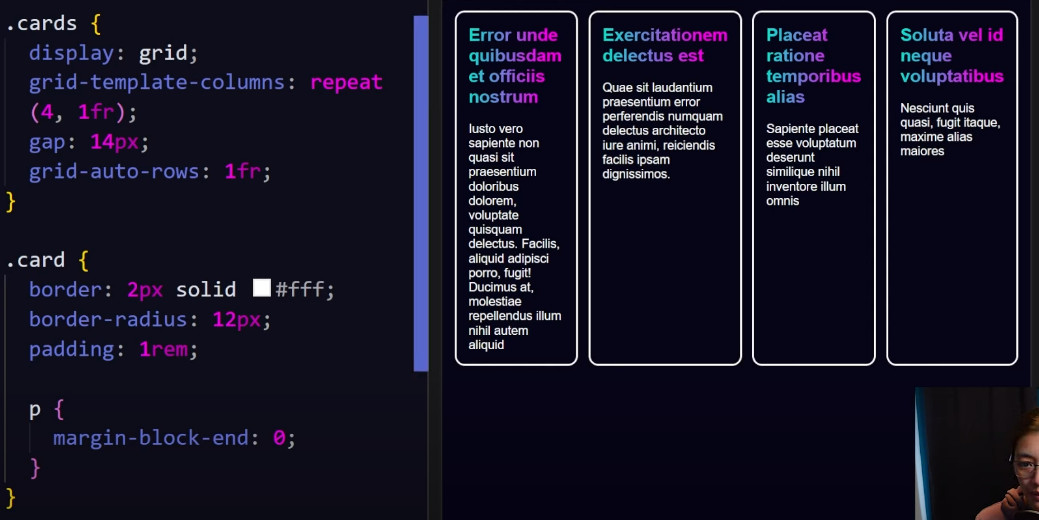 .cards {
display: grid;
grid-template-columns: repeat
(4, 1fr);
gap: 14px;
grid-auto-rows: 1fr;
}
.card {
border: 2px solid #fff;
border-radius: 12px;
padding: 1rem;
p {
margin-block-end: 0;
}
}
Error unde
quibusdam
et officiis
nostrum
Iusto vero
sapiente non
quasi sit
praesentium
doloribus
dolorem,
voluptate
quisquam
delectus. Facilis,
aliquid adipisci
porro, fugit!
Ducimus at,
molestiae
repellendus illum
nihil autem
aliquid
Exercitationem
delectus est
Quae sit laudantium
praesentium error
perferendis numquam
delectus architecto
iure animi, reiciendis
facilis ipsam
dignissimos.
Placeat
ratione
temporibus
alias
Sapiente placeat
esse voluptatum
deserunt
similique nihil
inventore illum
omnis
Soluta vel id
neque
voluptatibus
Nesciunt quis
quasi, fugit itaque,
maxime alias
maiores